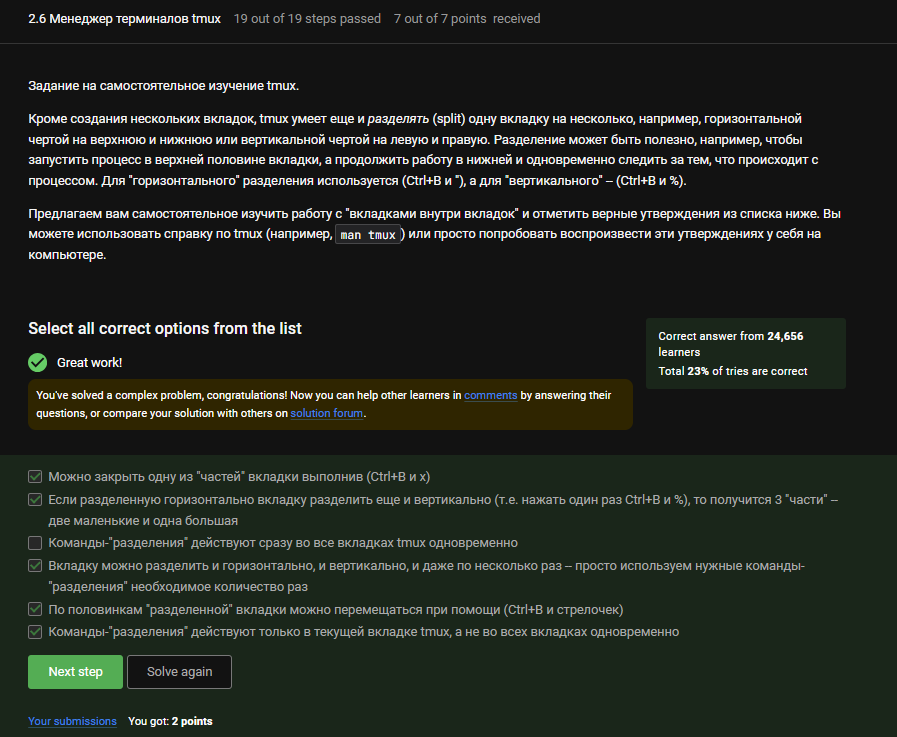 2.6 Менеджер терминалов tmux 19 out of 19 steps passed 7 out of 7 points received
Задание на самостоятельное изучение tmux.
Кроме создания нескольких вкладок, tmux умеет еще и разделять (split) одну вкладку на несколько, например, горизонтальной
чертой на верхнюю и нижнюю или вертикальной чертой на левую и правую. Разделение может быть полезно, например, чтобы
запустить процесс в верхней половине вкладки, а продолжить работу в нижней и одновременно следить за тем, что происходит с
процессом. Для "горизонтального" разделения используется (Ctrl+B и "), а для "вертикального" – (Ctrl+B и %).
Предлагаем вам самостоятельное изучить работу с "вкладками внутри вкладок" и отметить верные утверждения из списка ниже. Вы
можете использовать справку по tmux (например, man tmux) или просто попробовать воспроизвести эти утверждениях у себя на
компьютере.
Select all correct options from the list
Correct answer from 24,656
learners
Total 23% of tries are correct
Great work!
You've solved a complex problem, congratulations! Now you can help other learners in comments by answering their
questions, or compare your solution with others on solution forum.
Можно закрыть одну из "частей" вкладки выполнив (Ctrl+B и x)
Если разделенную горизонтально вкладку разделить еще и вертикально (т.е. нажать один раз Ctrl+B и %), то получится 3 "части" –
две маленькие и одна большая
Команды-"разделения" действуют сразу во все вкладках tmux одновременно
Вкладку можно разделить и горизонтально, и вертикально, и даже по несколько раз – просто используем нужные команды-
"разделения" необходимое количество раз
По половинкам "разделенной" вкладки можно перемещаться при помощи (Ctrl+B и стрелочек)
Команды-"разделения" действуют только в текущей вкладке tmux, а не во всех вкладках одновременно
Next step Solve again
Your submissions You got: 2 points